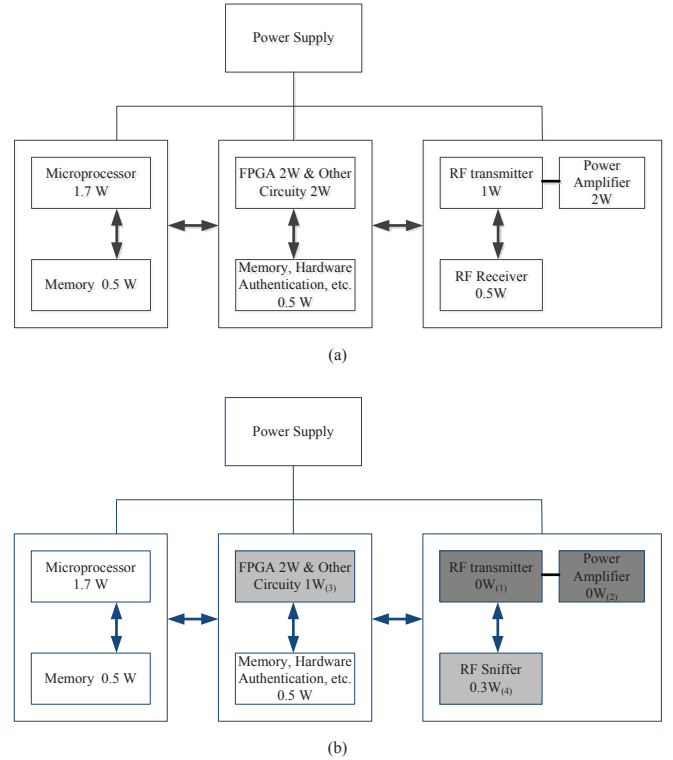 Power Supply
Microprocessor
1.7 W
Memory 0.5 W
FPGA 2W & Other
Circuity 2W
Memory, Hardware
Authentication, etc.
0.5 W
RF transmitter
1W
Power
Amplifier
2W
RF Receiver
0.5W
(a)
Power Supply
Microprocessor
1.7 W
Memory 0.5 W
FPGA 2W & Other
Circuity 1W(3)
Memory, Hardware
Authentication, etc.
0.5 W
RF transmitter
0W(1)
Power
Amplifier
0W(2)
RF Sniffer
0.3W(4)
(b)